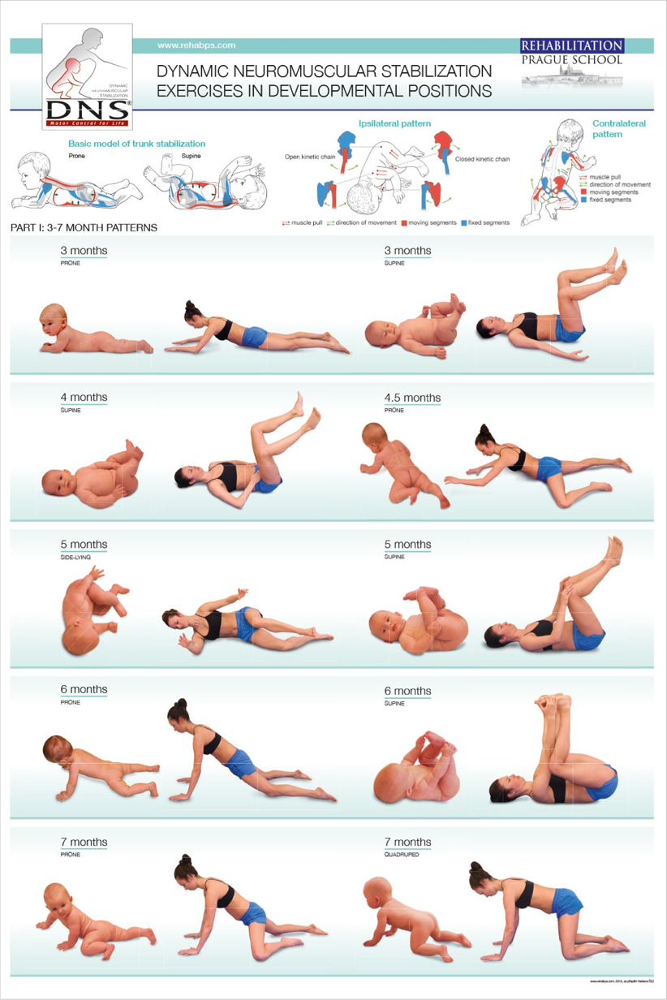 www.rehabps.com
DYNAMIC
NEUROMUSCULAR
STABILIZATION
DNS®
Motor Control for Life
DYNAMIC NEUROMUSCULAR STABILIZATION
EXERCISES IN DEVELOPMENTAL POSITIONS
REHABILITATION
PRAGUE SCHOOL
Basic model of trunk stabilization
Prone
Supine
Ipsilateral pattern
Open kinetic chain
Closed kinetic chain
muscle pull direction of movement moving segments fixed segments
Contralateral
pattern
muscle pull
direction of movement
moving segments
fixed segments
PART I: 3-7 MONTH PATTERNS
3 months
PRONE
3 months
SUPINE
4 months
SUPINE
4.5 months
PRONE
5 months
SIDE-LYING
5 months
SUPINE
6 months
PRONE
6 months
SUPINE
7 months
PRONE
7 months
QUADRUPED